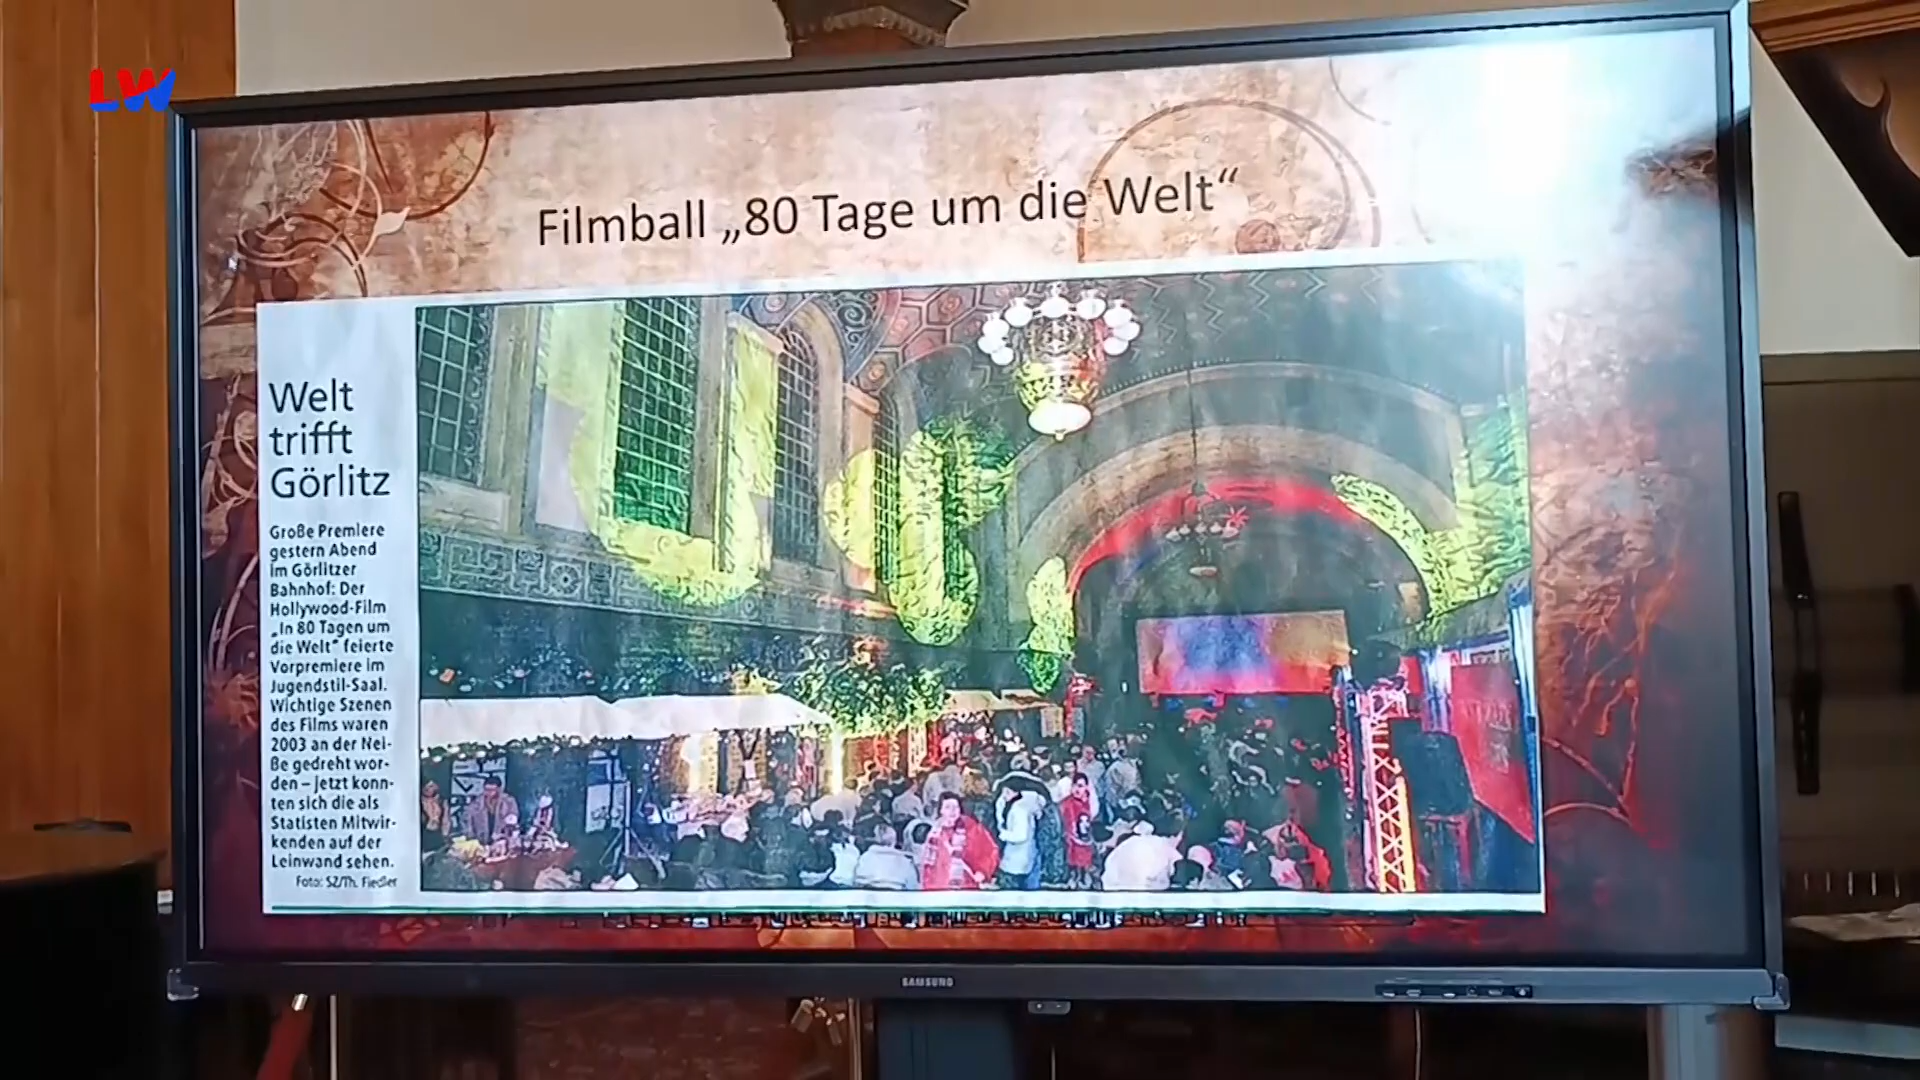 LW
Filmball „80 Tage um die Welt“
Welt
trifft
Görlitz
Große Premiere
gestern Abend
im Görlitzer
Bahnhof: Der
Hollywood-Film
„In 80 Tagen um
die Welt“ feierte
Vorpremiere im
Jugendstil-Saal.
Wichtige Szenen
des Films waren
2003 an der Nei-
ße gedreht wor-
den – jetzt konn-
ten sich die als
Statisten Mitwir-
kenden auf der
Leinwand sehen.
Foto: SZ/Th. Fiedler
SAMSUNG